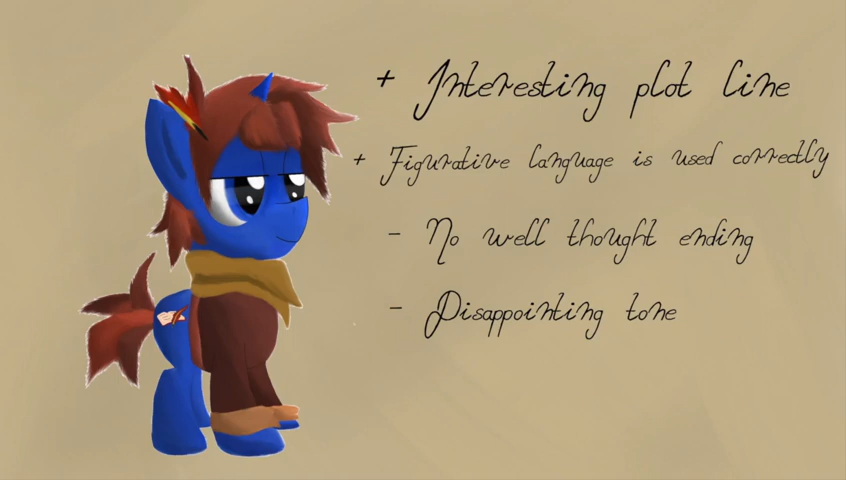 + Interesting plot line
+ Figurative language is used correctly
- No well thought ending
- Disappointing tone